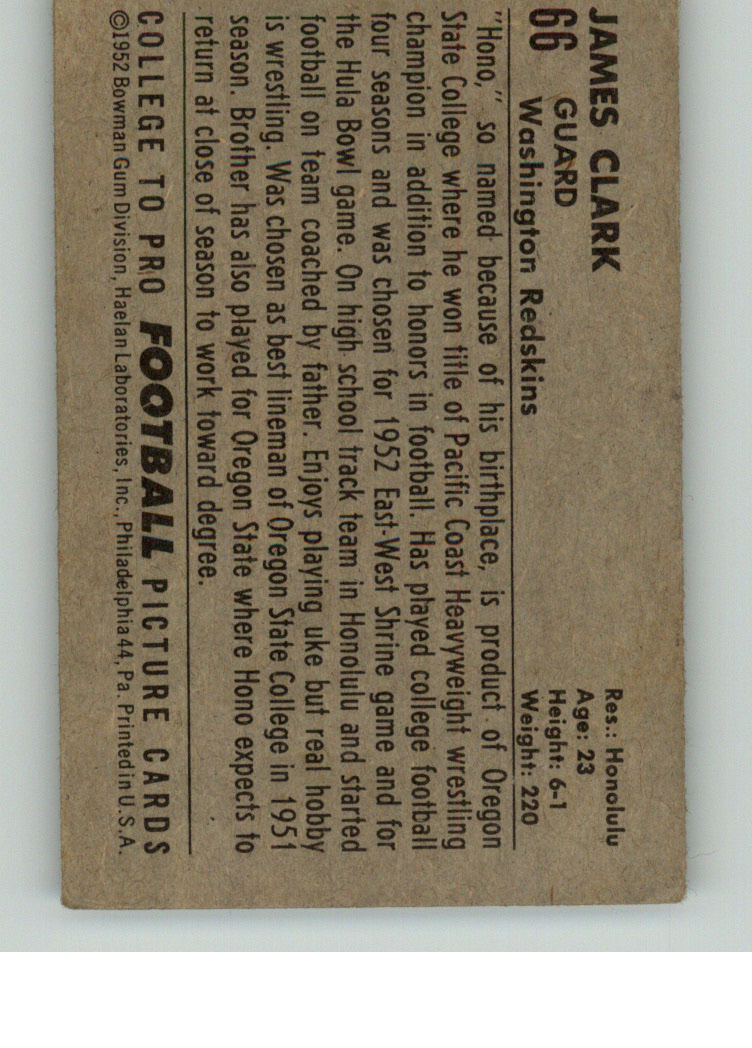 JAMES CLARK
66 GUARD
Washington Redskins
Res.: Honolulu
Age: 23
Height: 6-1
Weight: 220
"Hono," so named because of his birthplace, is product of Oregon
State College where he won title of Pacific Coast Heavyweight wrestling
champion in addition to honors in football. Has played college football
four seasons and was chosen for 1952 East-West Shrine game and for
the Hula Bowl game. On high school track team in Honolulu and started
football on team coached by father. Enjoys playing uke but real hobby
is wrestling. Was chosen as best lineman of Oregon State College in 1951
season. Brother has also played for Oregon State where Hono expects to
return at close of season to work toward degree.
COLLEGE TO PRO FOOTBALL PICTURE CARDS
©1952 Bowman Gum Division, Haelan Laboratories, Inc., Philadelphia 44, Pa. Printed in U.S.A.